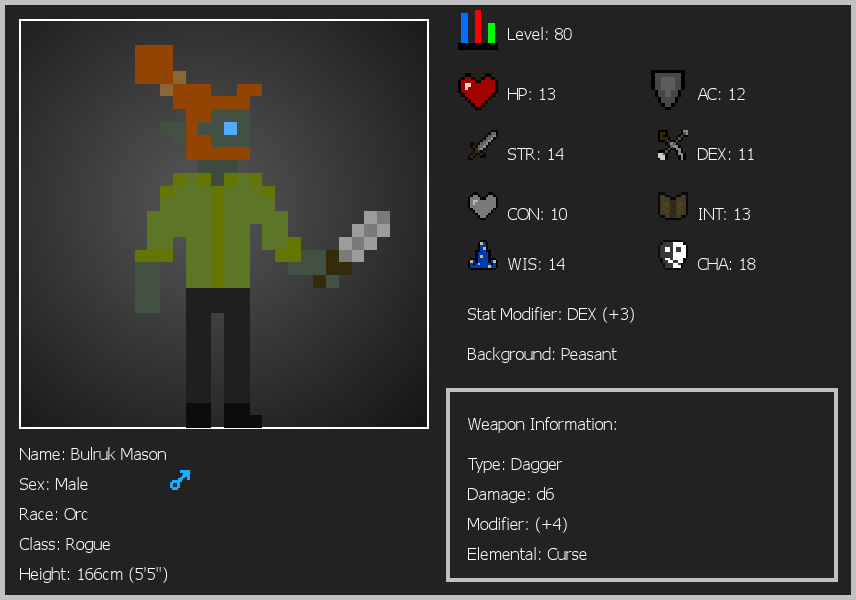 Level: 80
HP: 13
AC: 12
STR: 14
DEX: 11
CON: 10
INT: 13
WIS: 14
CHA: 18
Stat Modifier: DEX (+3)
Background: Peasant
Weapon Information:
Type: Dagger
Damage: d6
Modifier: (+4)
Elemental: Curse
Name: Bulruk Mason
Sex: Male
Race: Orc
Class: Rogue
Height: 166cm (5'5")